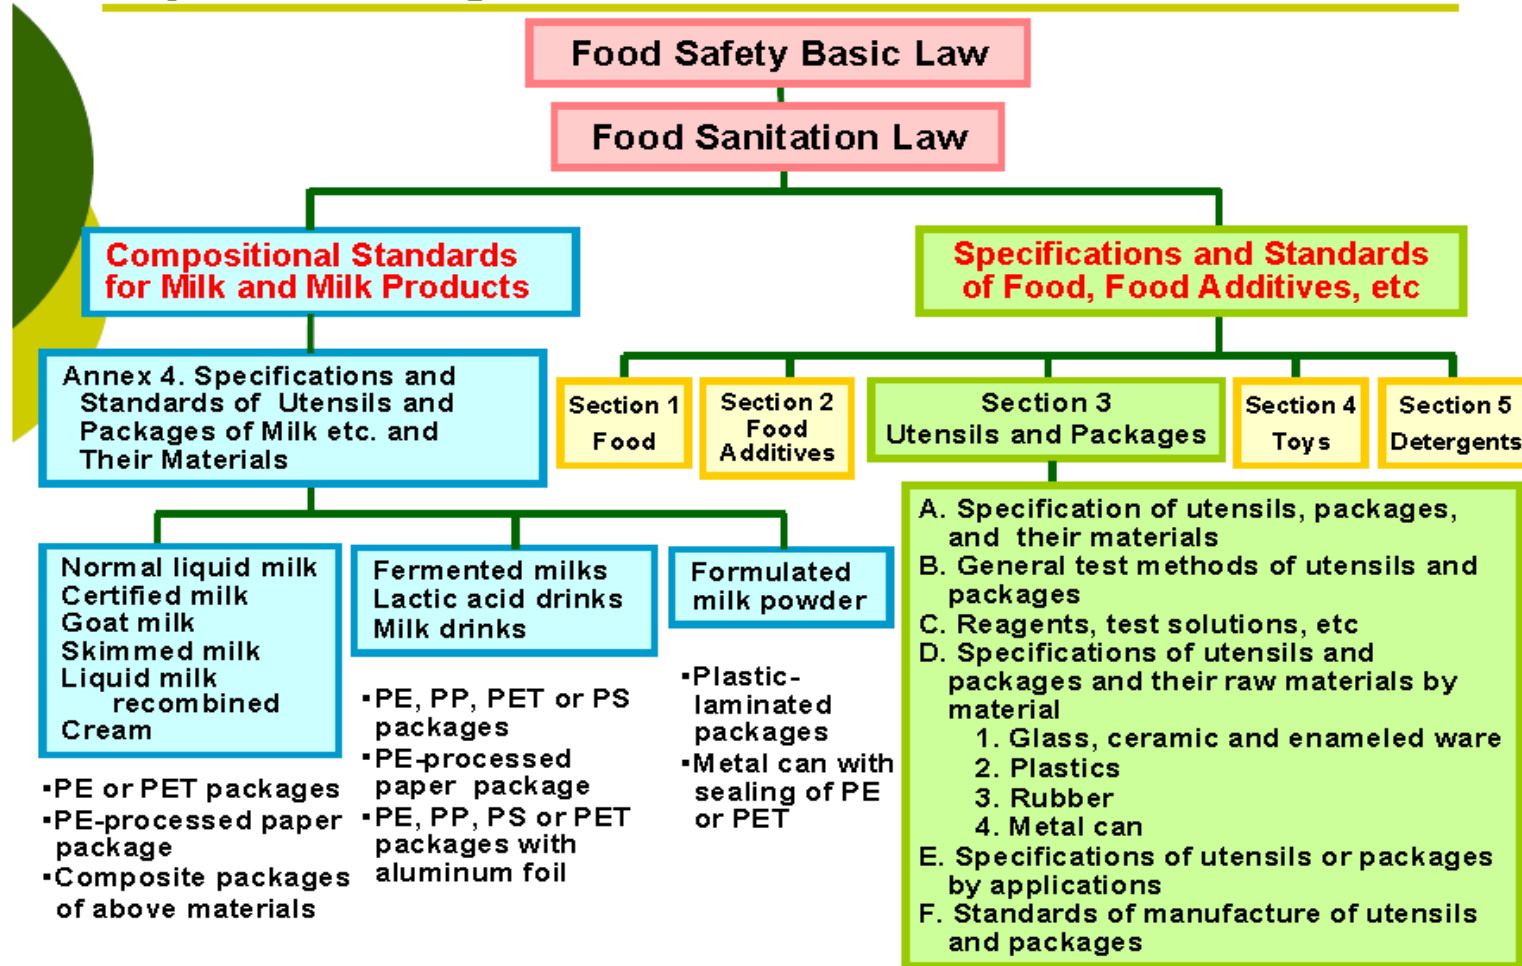 Food Safety Basic Law
Food Sanitation Law
Compositional Standards
for Milk and Milk Products
Specifications and Standards
of Food, Food Additives, etc
Annex 4. Specifications and
Standards of Utensils and
Packages of Milk etc. and
Their Materials
Section 1
Food
Section 2
Food
Additives
Section 3
Utensils and Packages
Section 4
Toys
Section 5
Detergents
Normal liquid milk
Certified milk
Goat milk
Skimmed milk
Liquid milk
recombined
Cream
▪PE or PET packages
▪PE-processed paper
package
▪Composite packages
of above materials
Fermented milks
Lactic acid drinks
Milk drinks
▪PE, PP, PET or PS
packages
▪PE-processed
paper package
▪PE, PP, PS or PET
packages with
aluminum foil
Formulated
milk powder
▪Plastic-
laminated
packages
▪Metal can with
sealing of PE
or PET
A. Specification of utensils, packages,
and their materials
B. General test methods of utensils and
packages
C. Reagents, test solutions, etc
D. Specifications of utensils and
packages and their raw materials by
material
1. Glass, ceramic and enameled ware
2. Plastics
3. Rubber
4. Metal can
E. Specifications of utensils or packages
by applications
F. Standards of manufacture of utensils
and packages